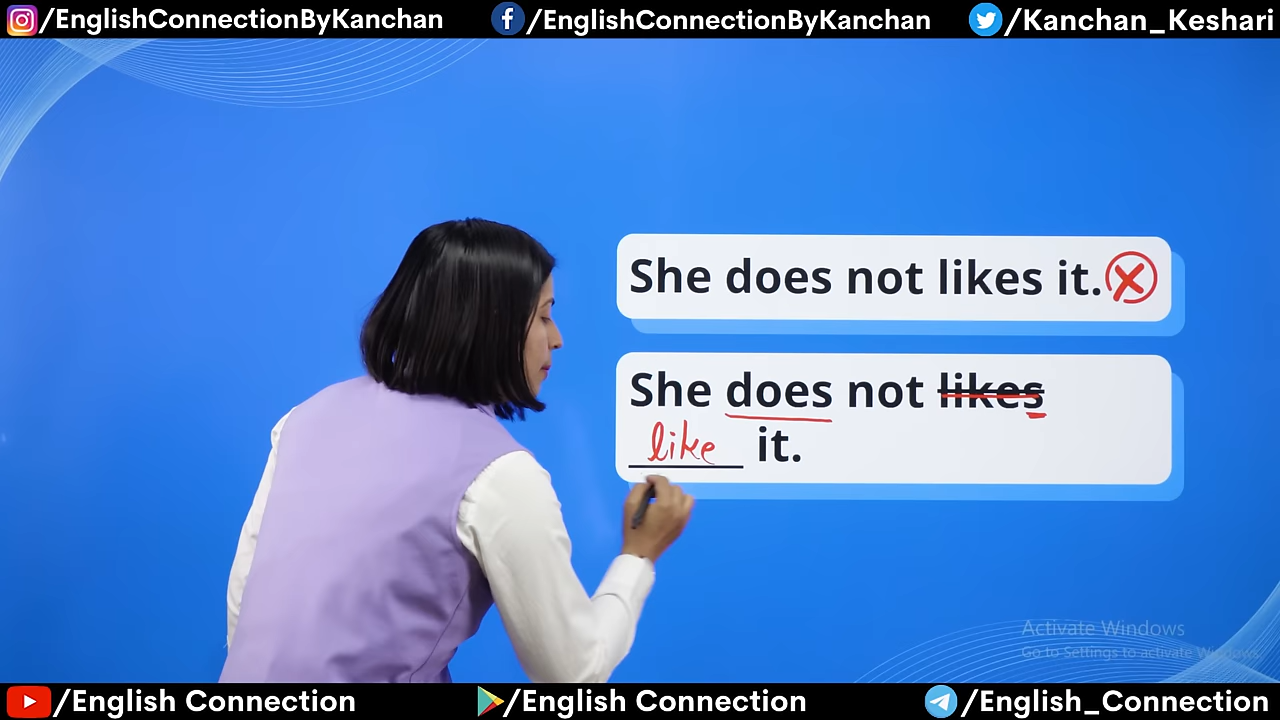 /EnglishConnectionByKanchan /EnglishConnectionByKanchan /Kanchan_Keshari
She does not likes it.
She does not likes
like it.
Activate Windows
Go to Settings to activate Windows.
/English Connection /English Connection /English_Connection